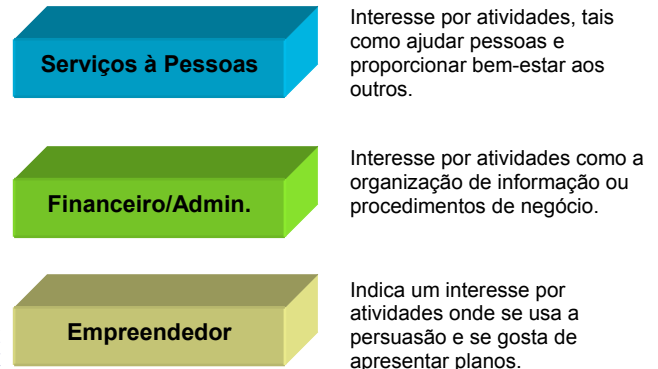 Serviços à Pessoas
Interesse por atividades, tais
como ajudar pessoas e
proporcionar bem-estar aos
outros.
Financeiro/Admin.
Interesse por atividades como a
organização de informação ou
procedimentos de negócio.
Empreendedor
Indica um interesse por
atividades onde se usa a
persuasão e se gosta de
apresentar planos.